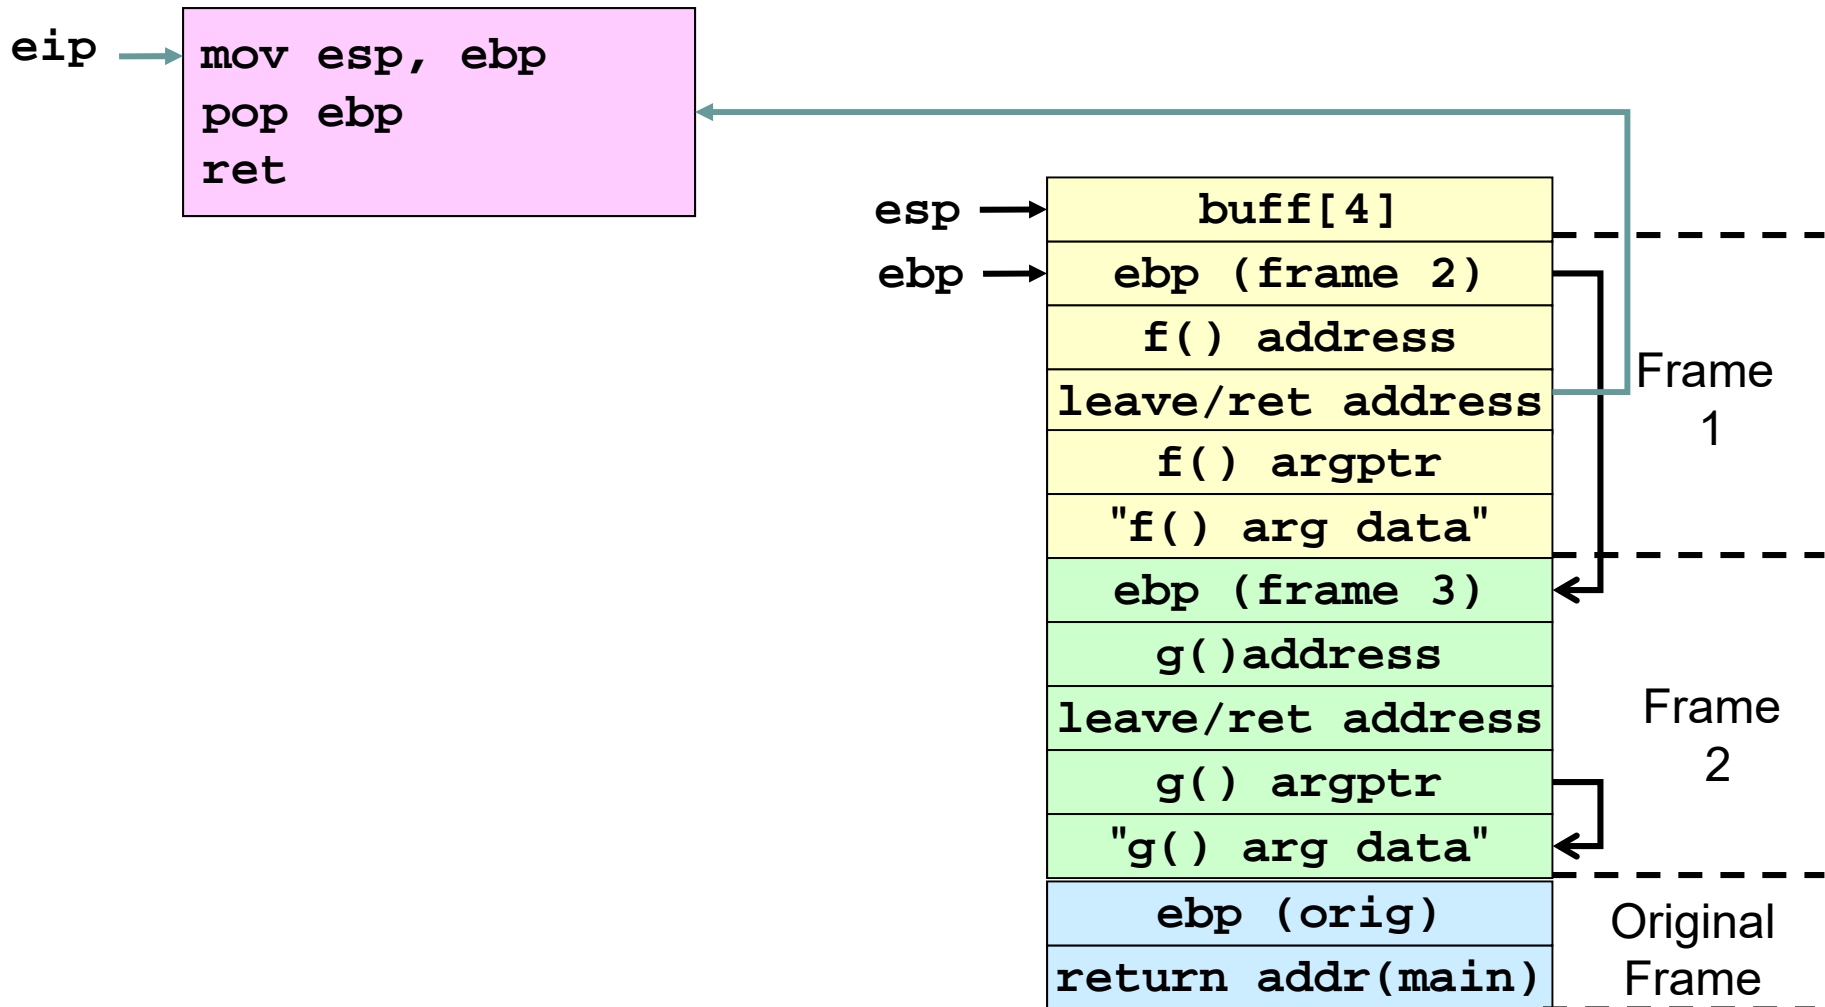 eip
mov esp, ebp
pop ebp
ret
esp
buff[4]
ebp
ebp (frame 2)
f() address
leave/ret address
f() argptr
"f() arg data"
Frame
1
ebp (frame 3)
g()address
leave/ret address
g() argptr
"g() arg data"
Frame
2
ebp (orig)
return addr(main)
Original
Frame